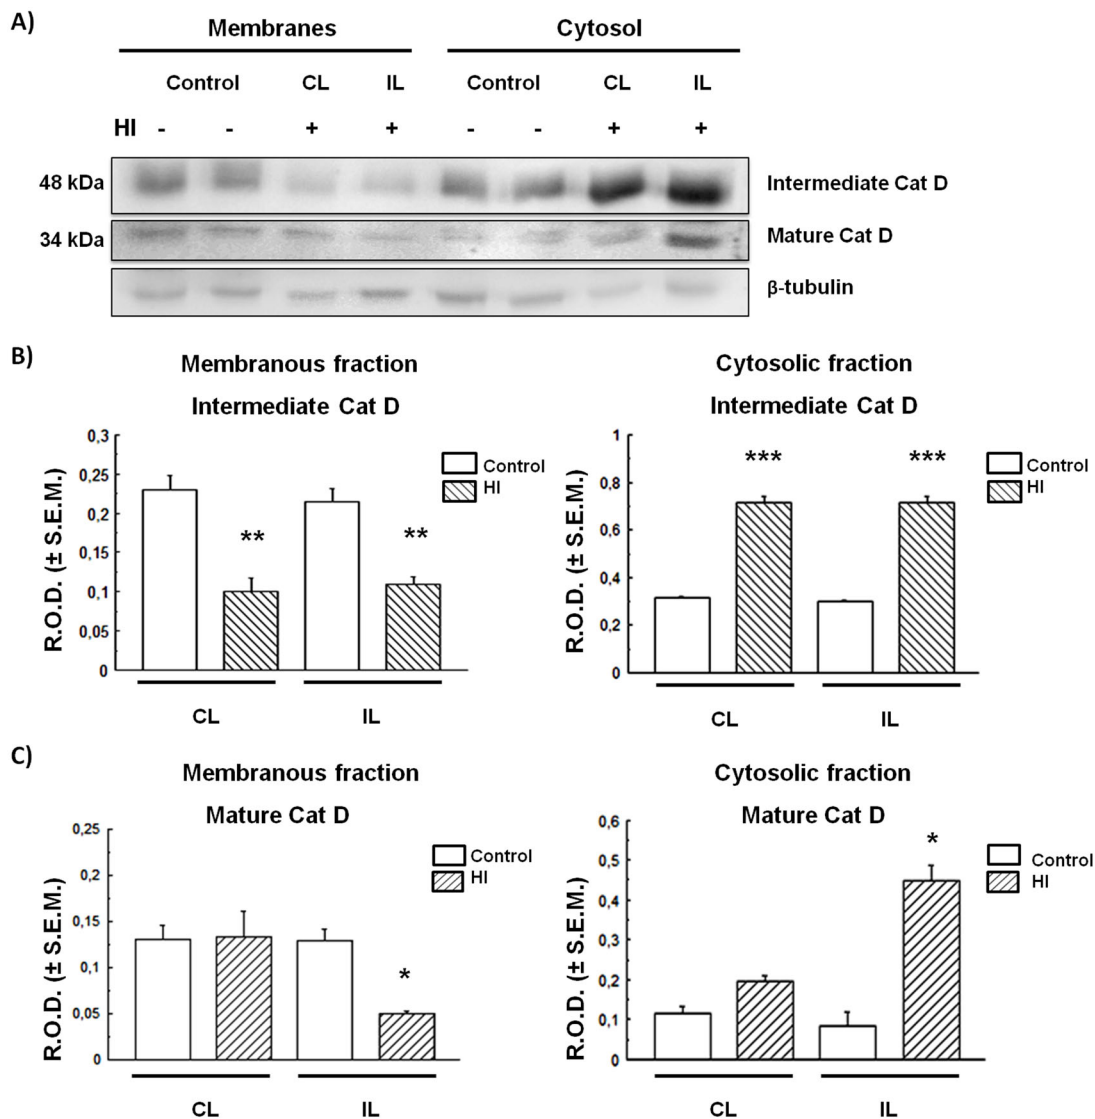 A)
Membranes Cytosol
Control CL IL Control CL IL
HI - - + + - - + +
48 kDa Intermediate Cat D
34 kDa Mature Cat D
β-tubulin
B)
Membranous fraction
Intermediate Cat D
R.O.D. (± S.E.M.)
0,3
0,25
0,2
0,15
0,1
0,05
0
** **
Control
HI
CL IL
Cytosolic fraction
Intermediate Cat D
R.O.D. (± S.E.M.)
1
0,8
0,6
0,4
0,2
0
*** ***
Control
HI
CL IL
C)
Membranous fraction
Mature Cat D
R.O.D. (± S.E.M.)
0,25
0,2
0,15
0,1
0,05
0
*
Control
HI
CL IL
Cytosolic fraction
Mature Cat D
R.O.D. (± S.E.M.)
0,6
0,5
0,4
0,3
0,2
0,1
0
*
Control
HI
CL IL